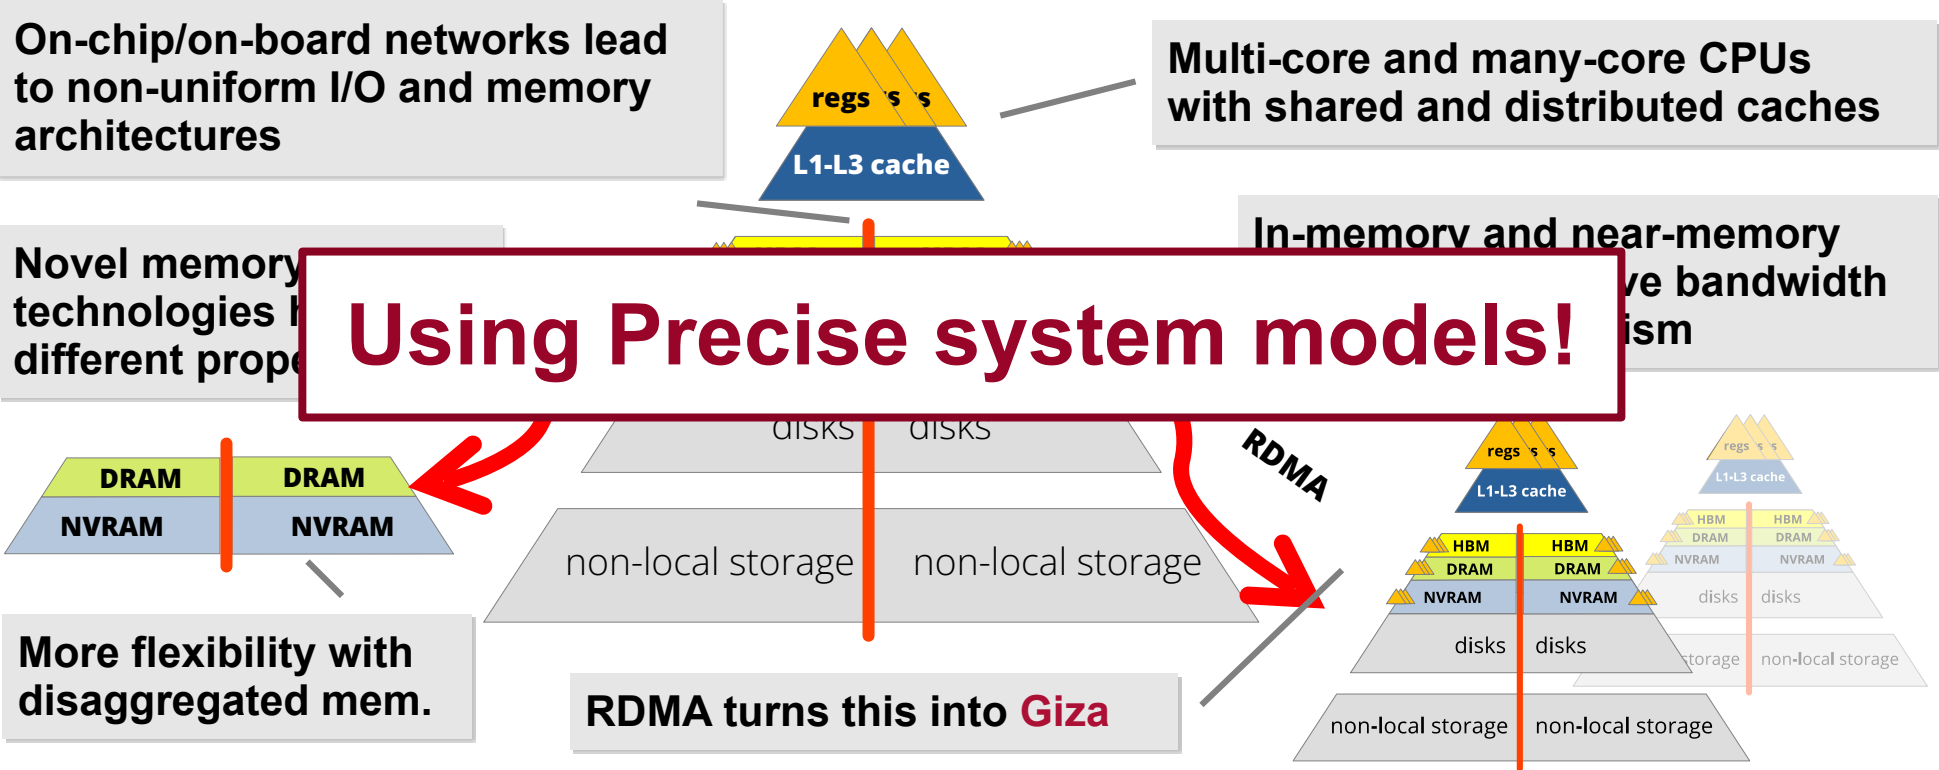 On-chip/on-board networks lead
to non-uniform I/O and memory
architectures
regs s s
L1-L3 cache
Multi-core and many-core CPUs
with shared and distributed caches
Novel memory
technologies
different
In-memory and near-memory
bandwidth
Using Precise system models!
disks disks
DRAM DRAM
NVRAM NVRAM
non-local storage non-local storage
More flexibility with
disaggregated mem.
RDMA
RDMA turns this into Giza
regs s s
L1-L3 cache
HBM HBM
DRAM DRAM
NVRAM NVRAM
disks disks
non-local storage non-local storage
regs s s
L1-L3 cache
HBM HBM
DRAM DRAM
NVRAM NVRAM
disks disks
storage non-local storage